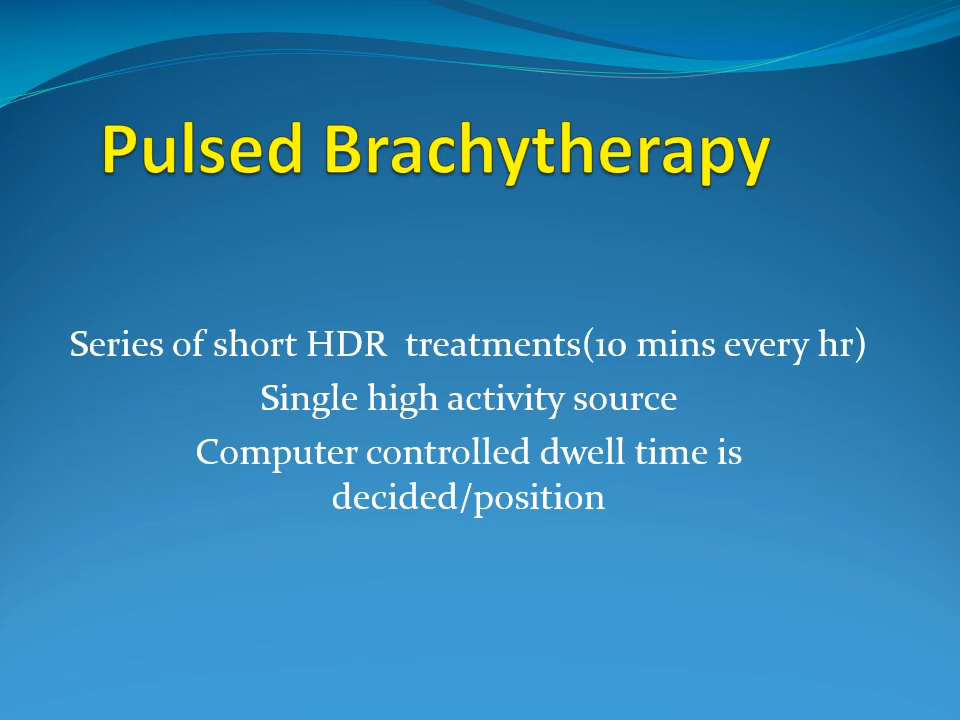 Pulsed Brachytherapy
Series of short HDR  treatments(10 mins every hr)
Single high activity source
Computer controlled dwell time is
decided/position